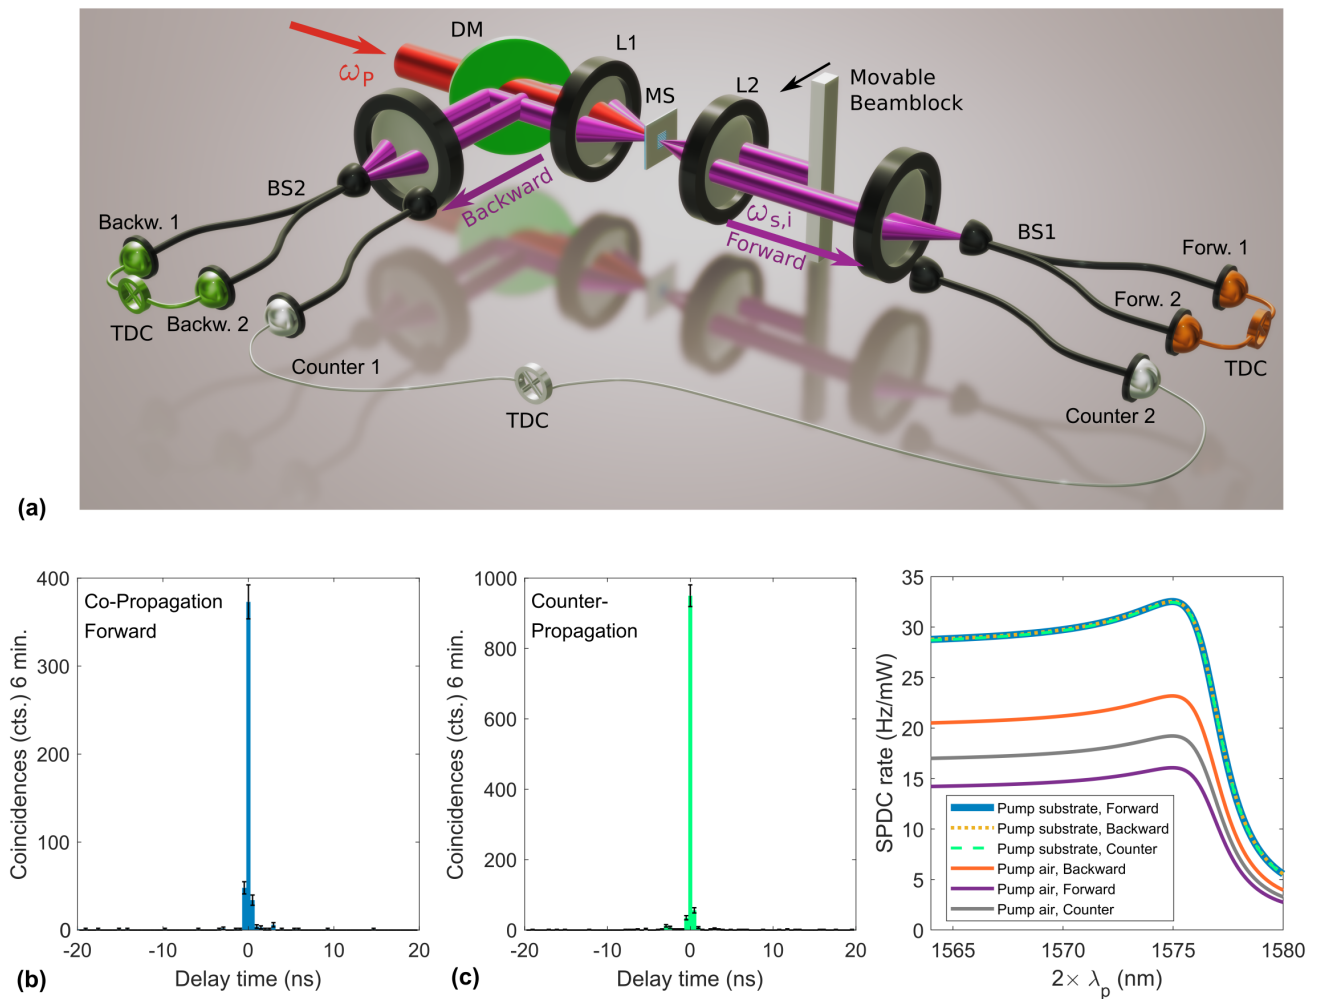 DM
L1
ω_P
MS
L2
Movable
Beamblock
BS2
Backward
ω_s,i
Forward
BS1
Backw. 1
Forw. 1
Backw. 2
Forw. 2
TDC
TDC
Counter 1
TDC
Counter 2
(a)
400
300
200
100
0
-20
-10
0
10
20
Coincidences (cts.) 6 min.
Co-Propagation
Forward
Delay time (ns)
(b)
1000
800
600
400
200
0
-20
-10
0
10
20
Coincidences (cts.) 6 min.
Counter-
Propagation
Delay time (ns)
(c)
35
30
25
20
15
10
5
0
1565
1570
1575
1580
SPDC rate (Hz/mW)
Pump substrate, Forward
Pump substrate, Backward
Pump substrate, Counter
Pump air, Backward
Pump air, Forward
Pump air, Counter
2× λ_p (nm)